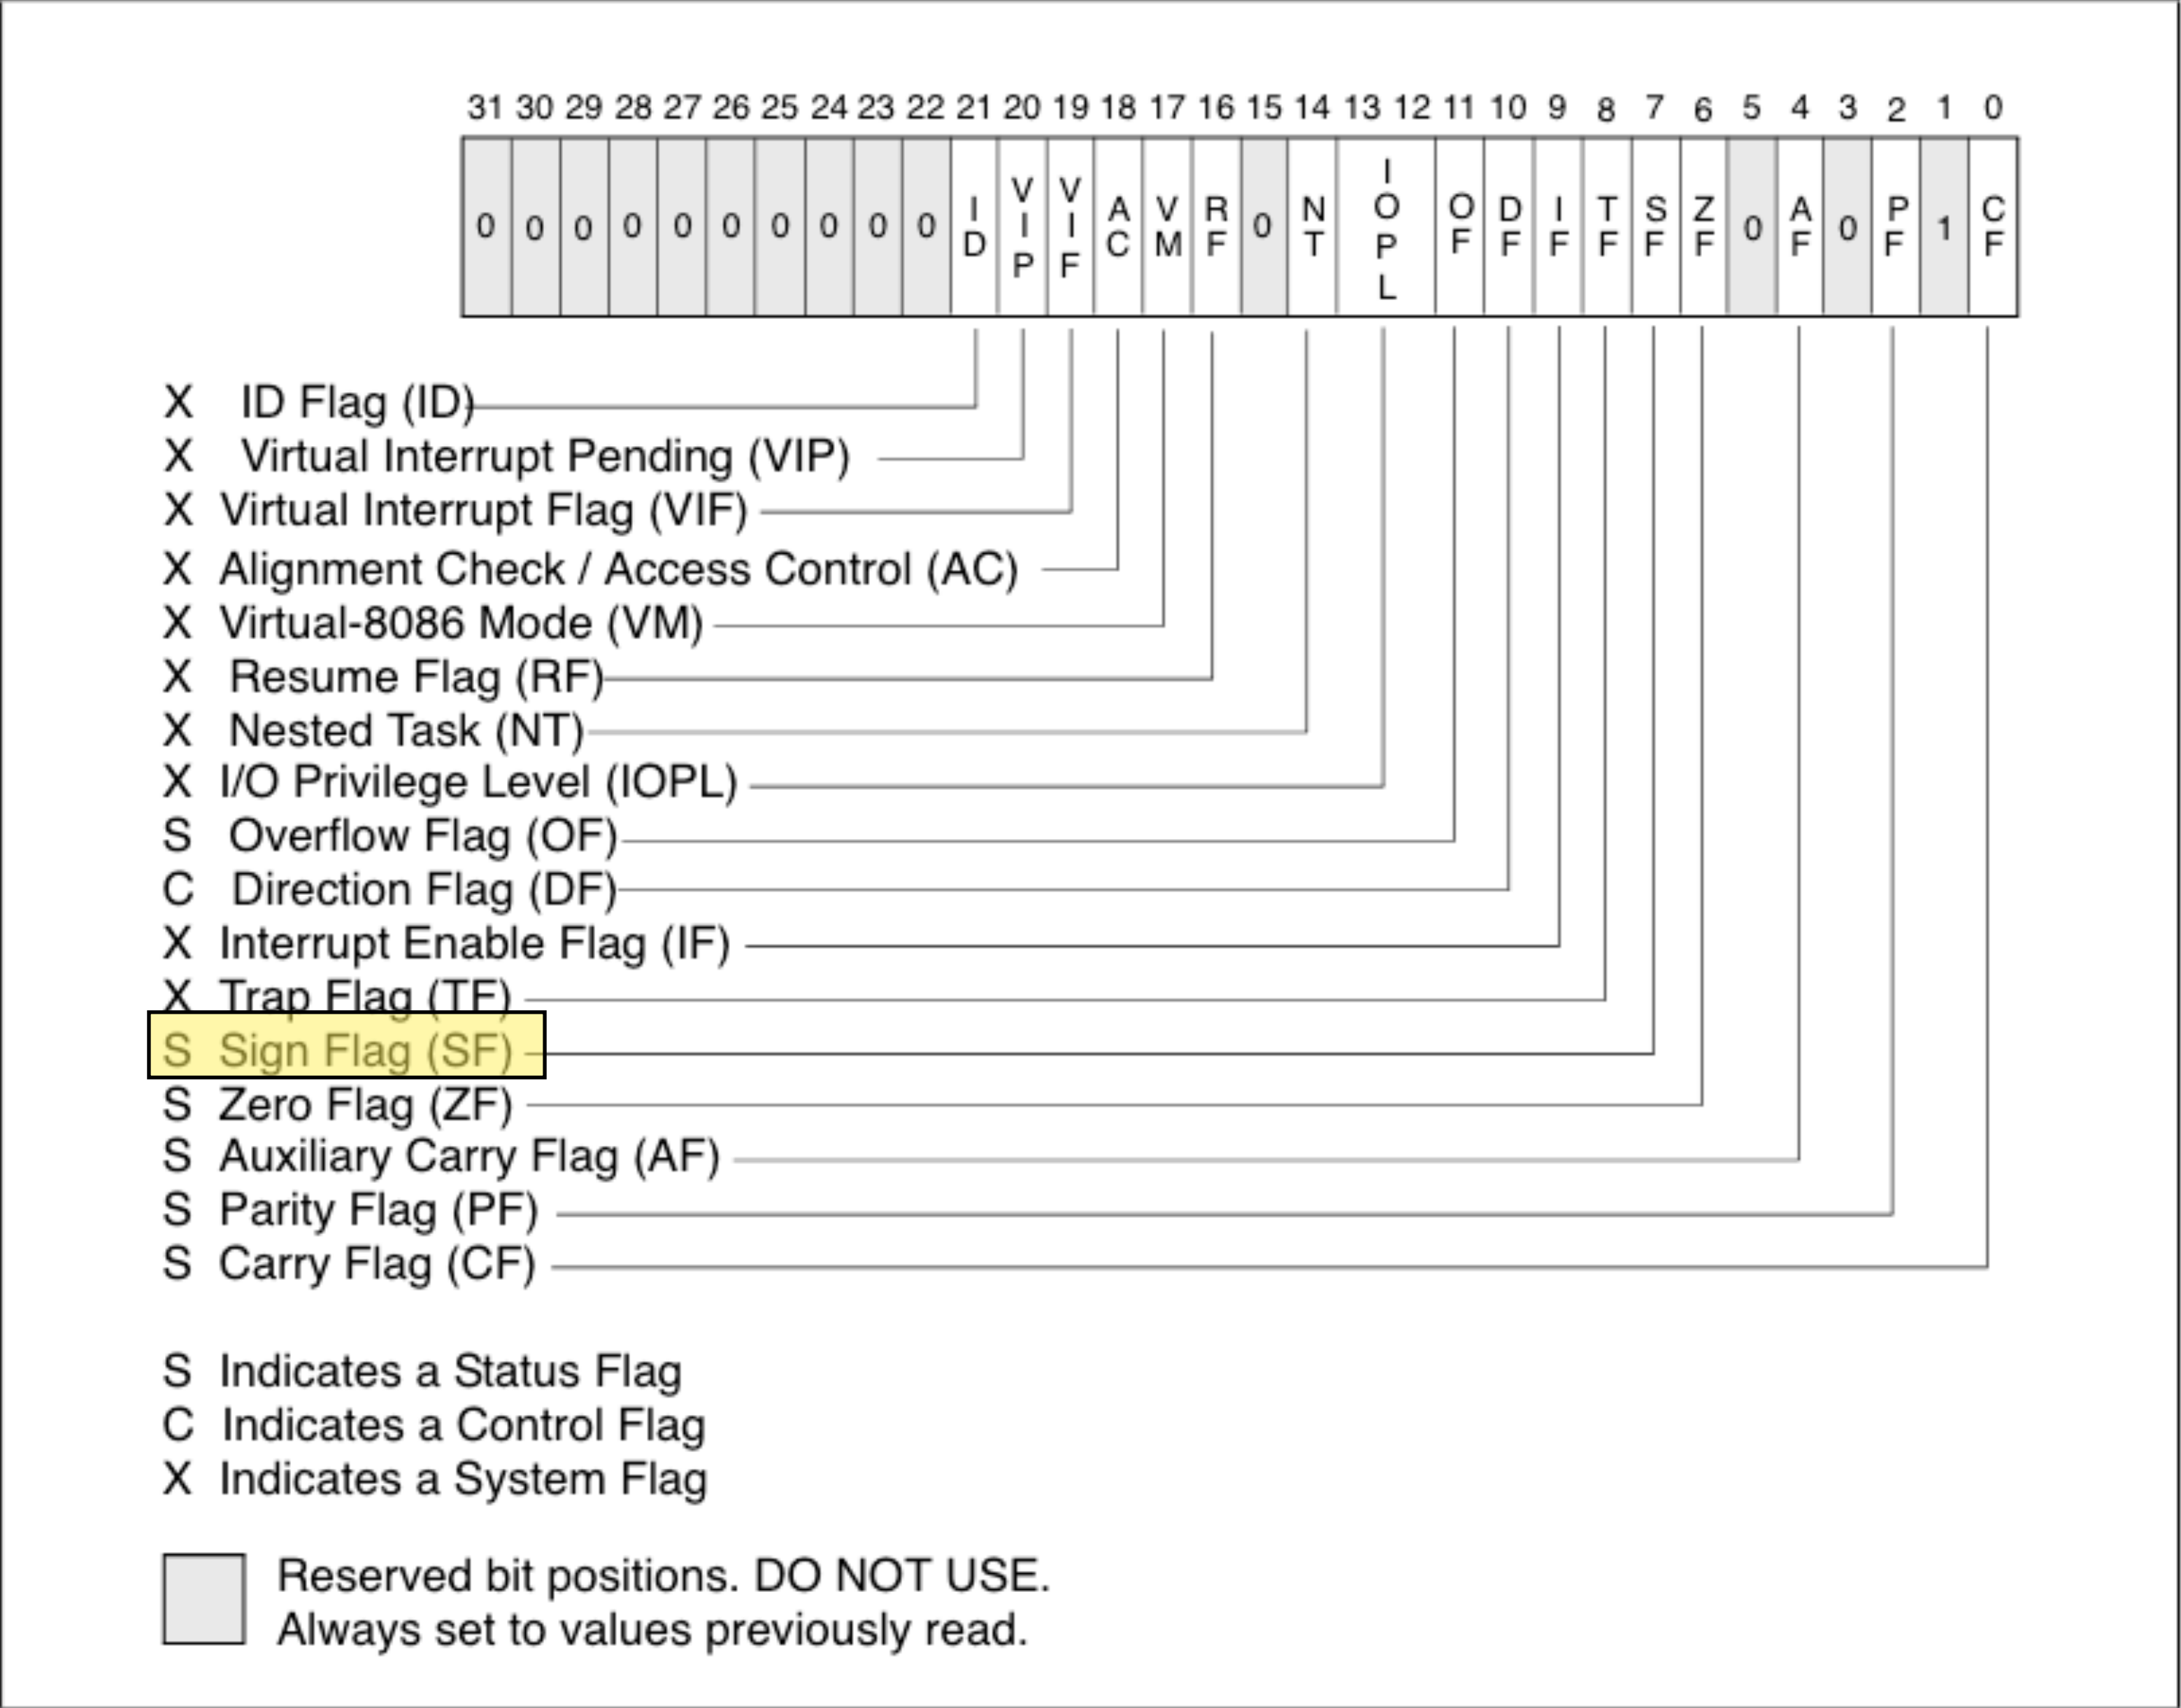 31 30 29 28 27 26 25 24 23 22 21 20 19 18 17 16 15 14 13 12 11 10 9 8 7 6 5 4 3 2 1 0
0 0 0 0 0 0 0 0 0 0 ID VIP VIF AC VM RF 0 NT IOPL OF DF IF TF SF ZF 0 AF 0 PF 1 CF
X ID Flag (ID)
X Virtual Interrupt Pending (VIP)
X Virtual Interrupt Flag (VIF)
X Alignment Check / Access Control (AC)
X Virtual-8086 Mode (VM)
X Resume Flag (RF)
X Nested Task (NT)
X I/O Privilege Level (IOPL)
S Overflow Flag (OF)
C Direction Flag (DF)
X Interrupt Enable Flag (IF)
X Trap Flag (TF)
S Sign Flag (SF)
S Zero Flag (ZF)
S Auxiliary Carry Flag (AF)
S Parity Flag (PF)
S Carry Flag (CF)
S Indicates a Status Flag
C Indicates a Control Flag
X Indicates a System Flag
Reserved bit positions. DO NOT USE.
Always set to values previously read.